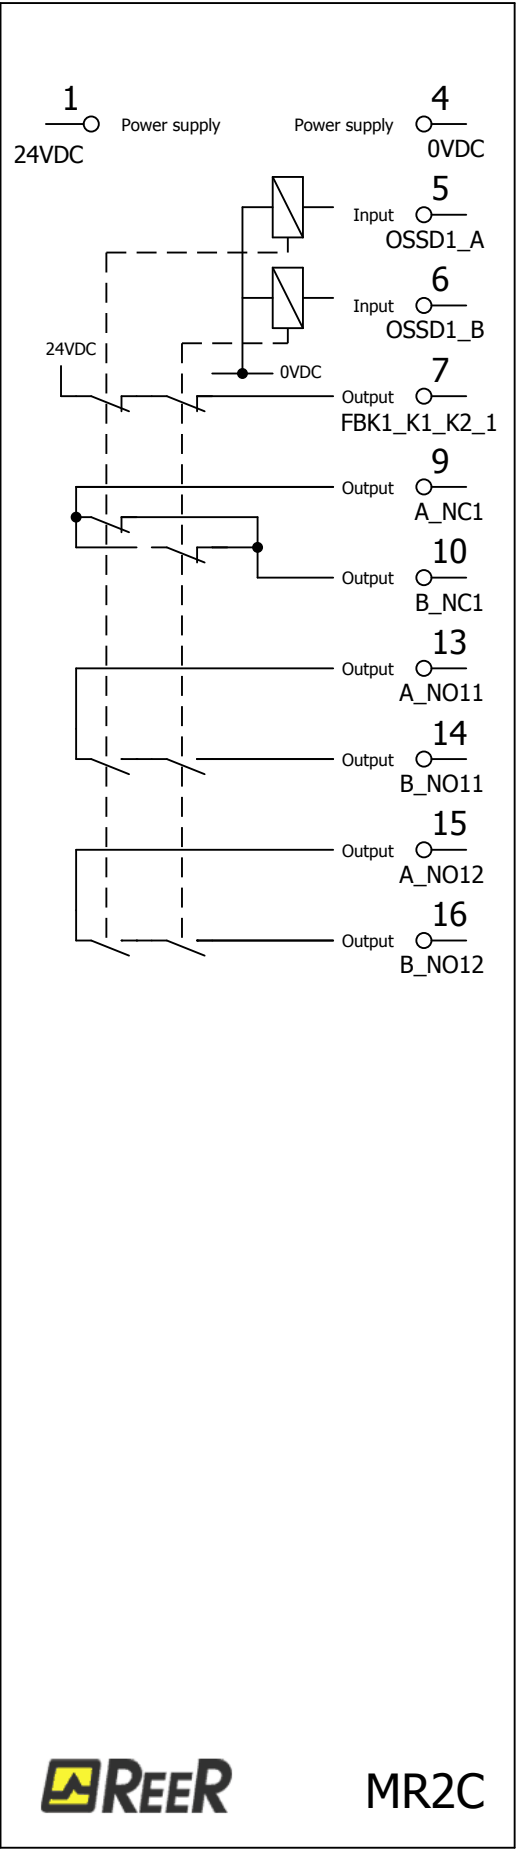 1
Power supply
24VDC
4
Power supply
0VDC
5
Input
OSSD1_A
6
Input
OSSD1_B
24VDC
0VDC
7
Output
FBK1_K1_K2_1
9
Output
A_NC1
10
Output
B_NC1
13
Output
A_NO11
14
Output
B_NO11
15
Output
A_NO12
16
Output
B_NO12
REER
MR2C